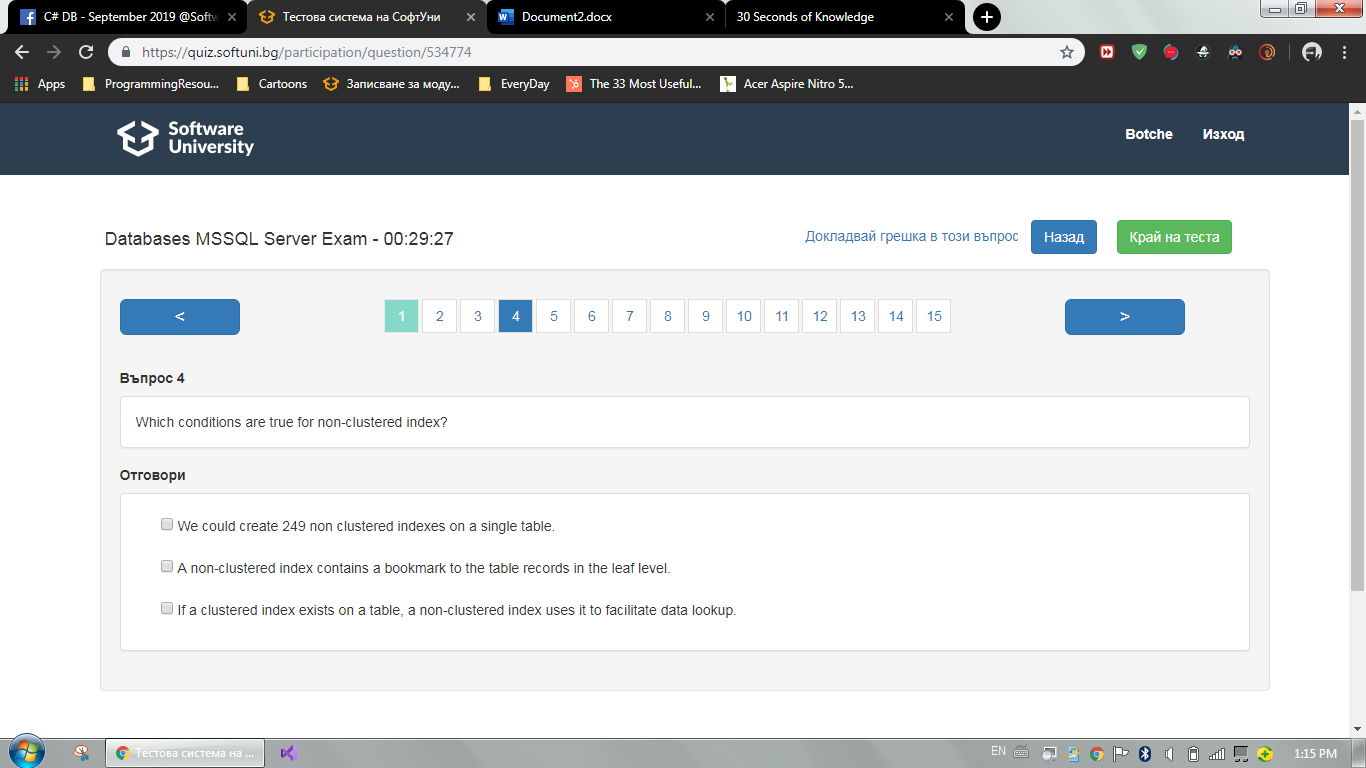 C# DB - September 2019 @Softw
Тестова система на СофтУни
Document2.docx
30 Seconds of Knowledge
https://quiz.softuni.bg/participation/question/534774
Apps
ProgrammingResou...
Cartoons
Записване за моду...
EveryDay
The 33 Most Useful...
Acer Aspire Nitro 5...
Software
University
Botche
Изход
Databases MSSQL Server Exam - 00:29:27
Докладвай грешка в този въпрос
Назад
Край на теста
<
1 2 3 4 5 6 7 8 9 10 11 12 13 14 15
>
Въпрос 4
Which conditions are true for non-clustered index?
Отговори
We could create 249 non clustered indexes on a single table.
A non-clustered index contains a bookmark to the table records in the leaf level.
If a clustered index exists on a table, a non-clustered index uses it to facilitate data lookup.
Тестова система на ...
EN
1:15 PM